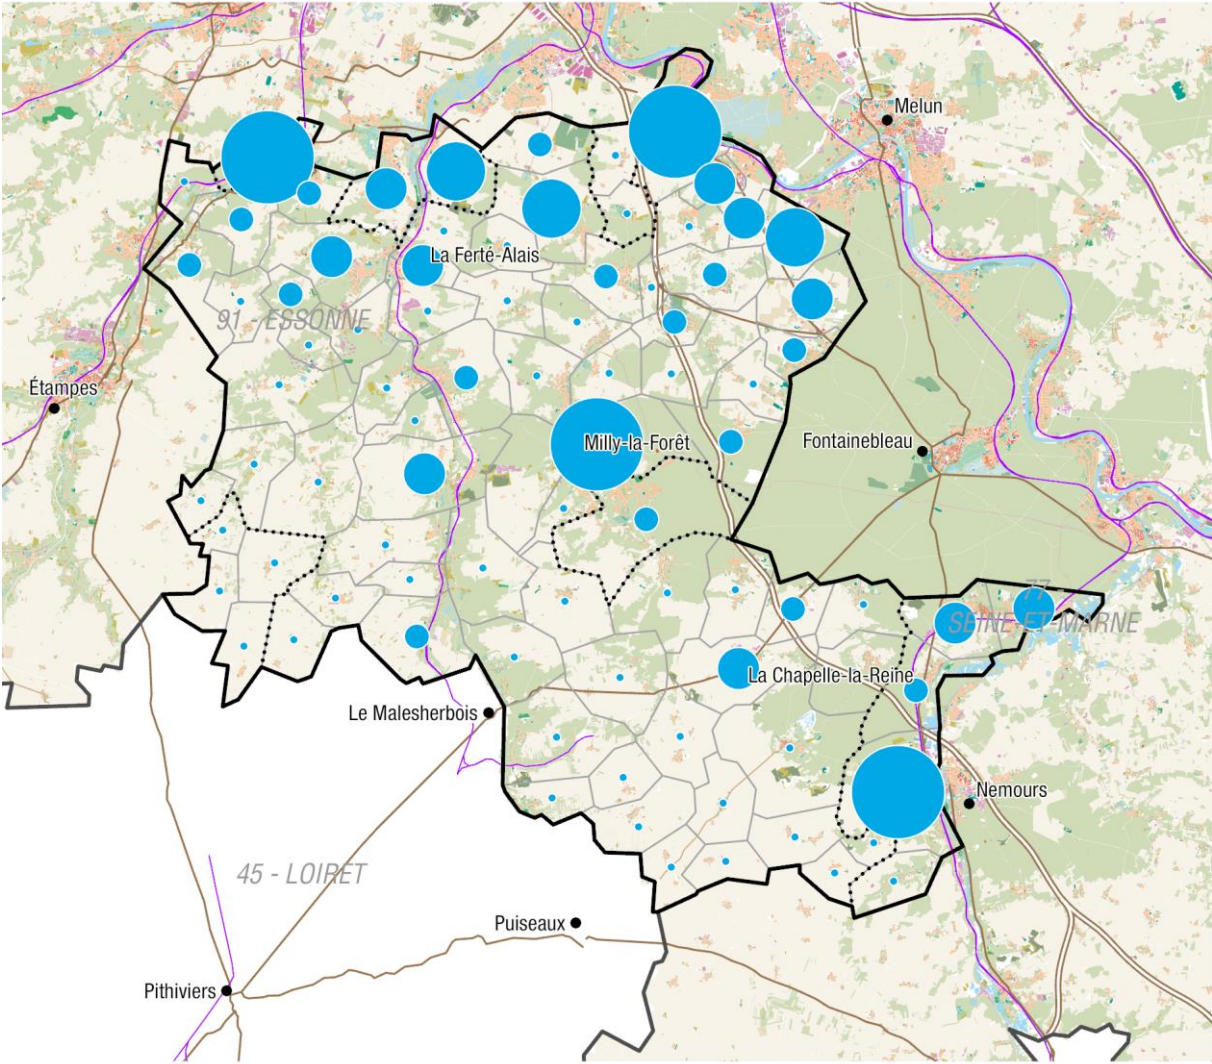 Melun
La Ferté-Alais
91 - ESSONNE
Étampes
Milly-la-Forêt
Fontainebleau
77
SEINE-ET-MARNE
La Chapelle-la-Reine
Le Malesherbois
Nemours
45 - LOIRET
Puiseaux
Pithiviers